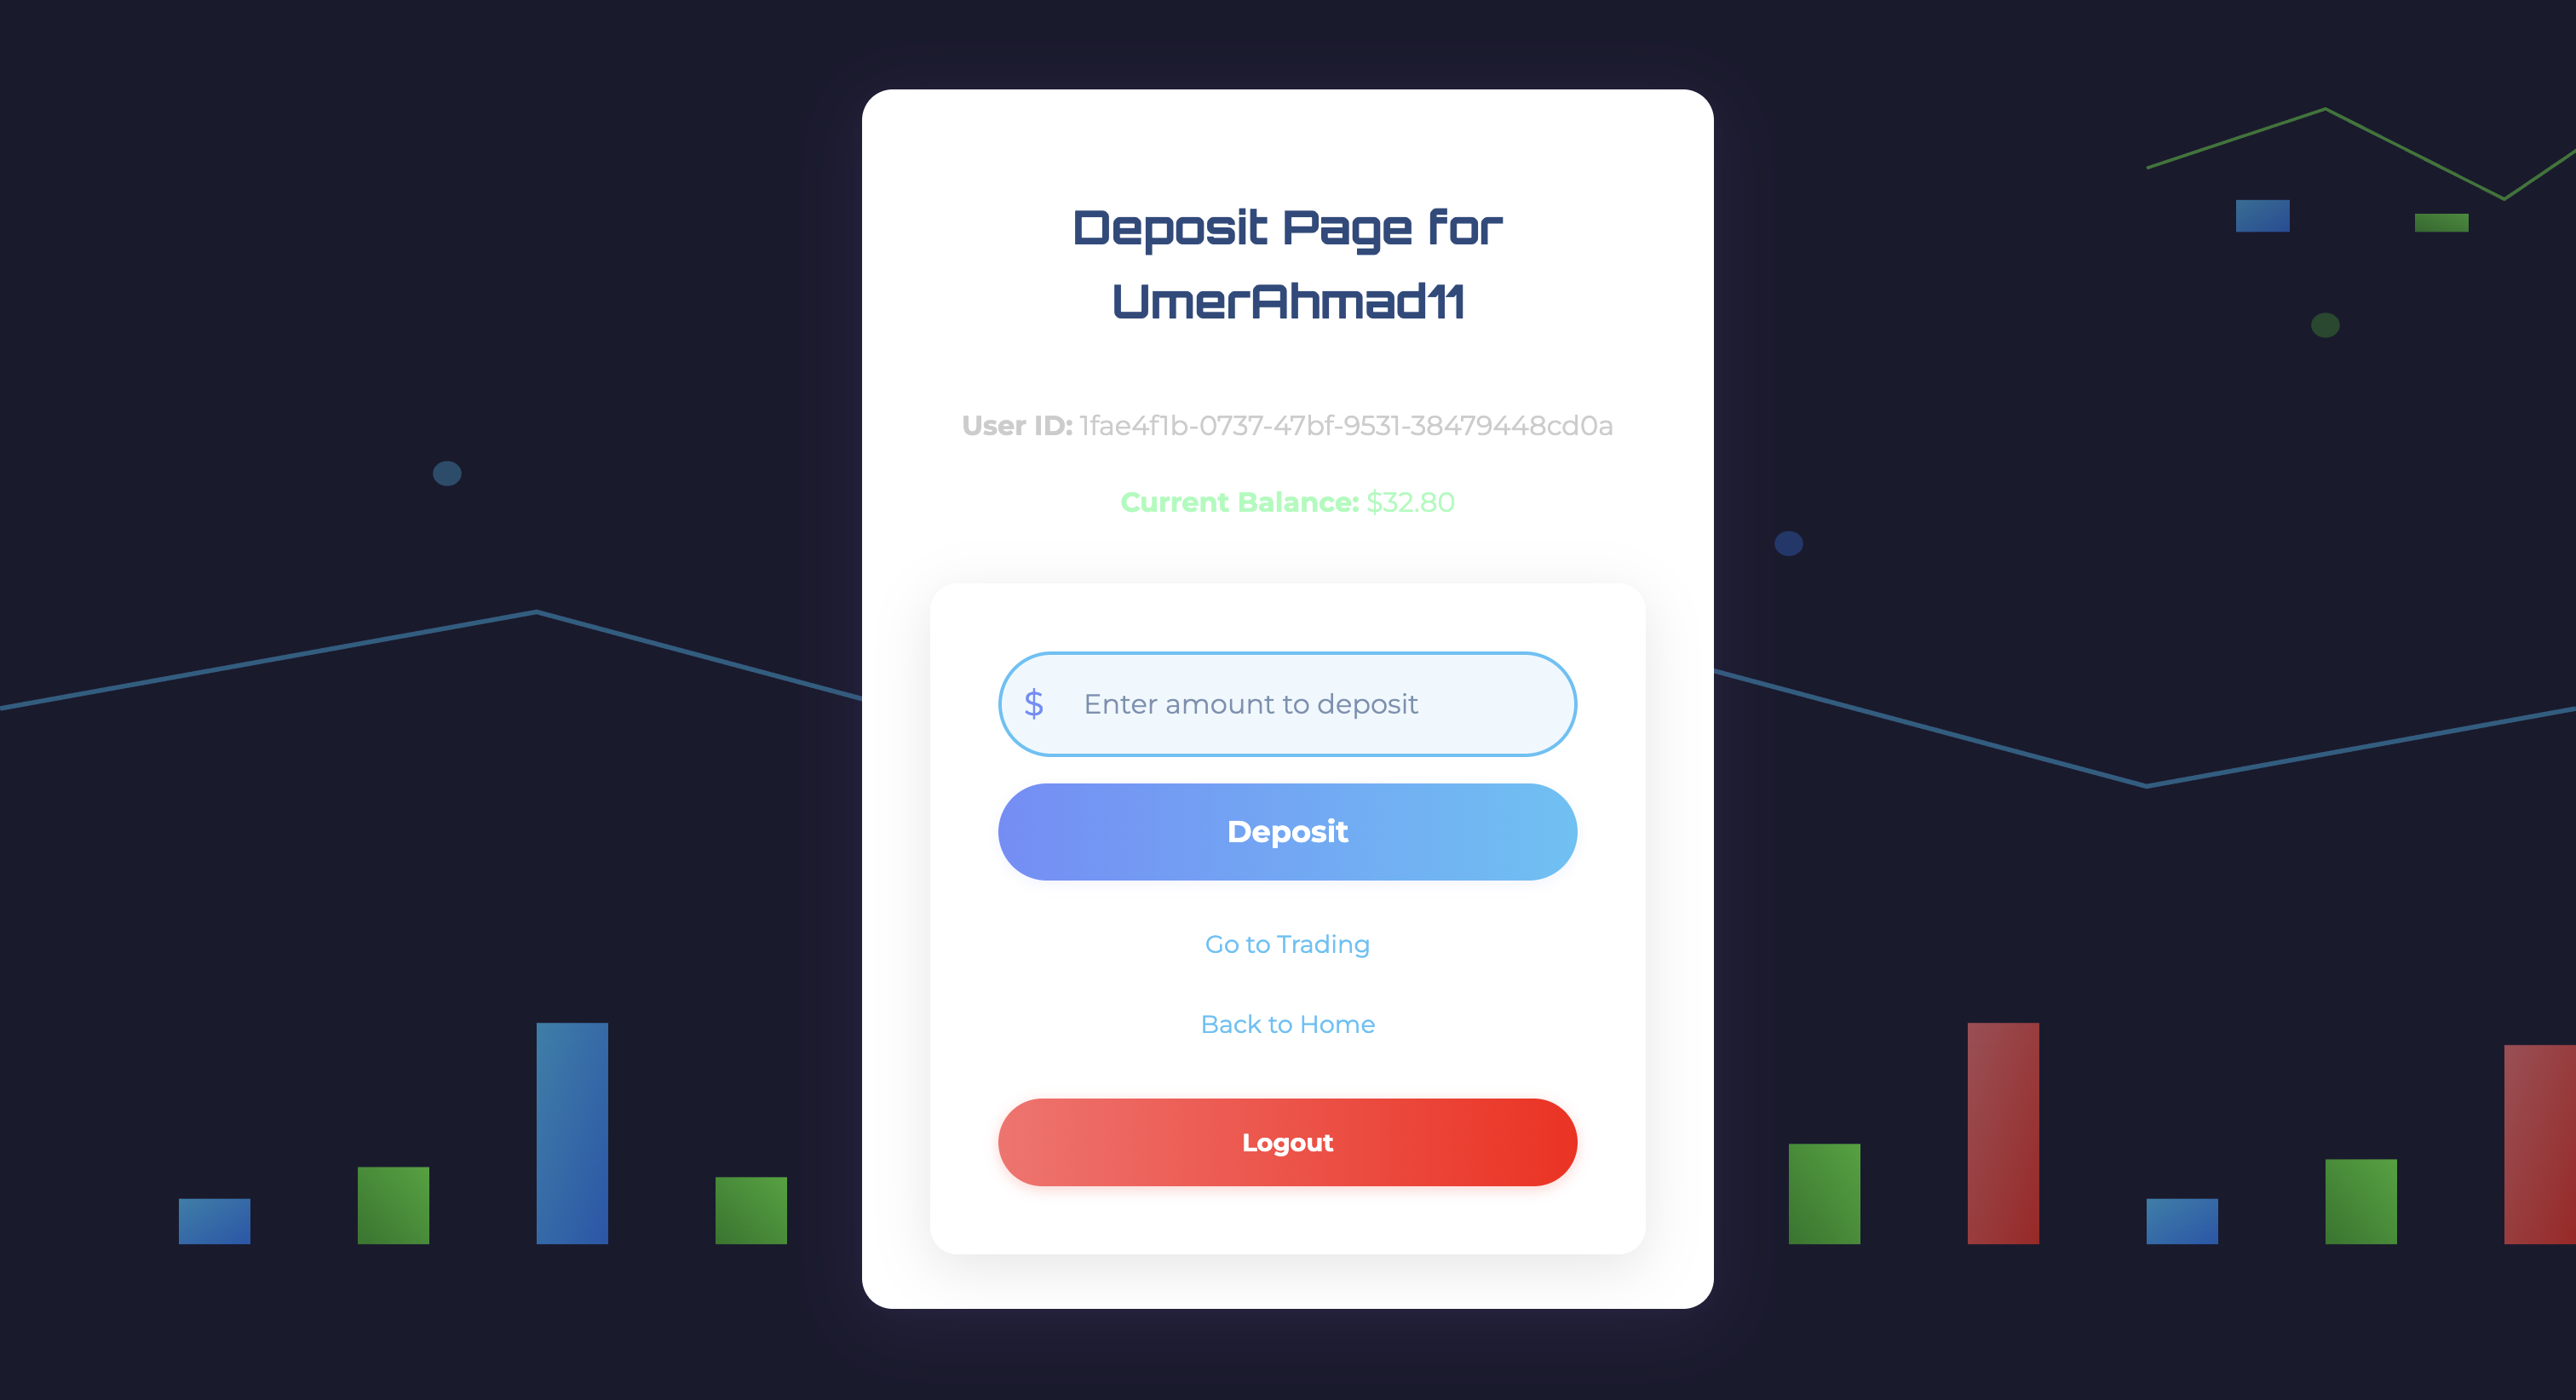 Deposit Page for
UmerAhmad11
User ID: 1fae4f1b-0737-47bf-9531-38479448cd0a
Current Balance: $32.80
$ Enter amount to deposit
Deposit
Go to Trading
Back to Home
Logout